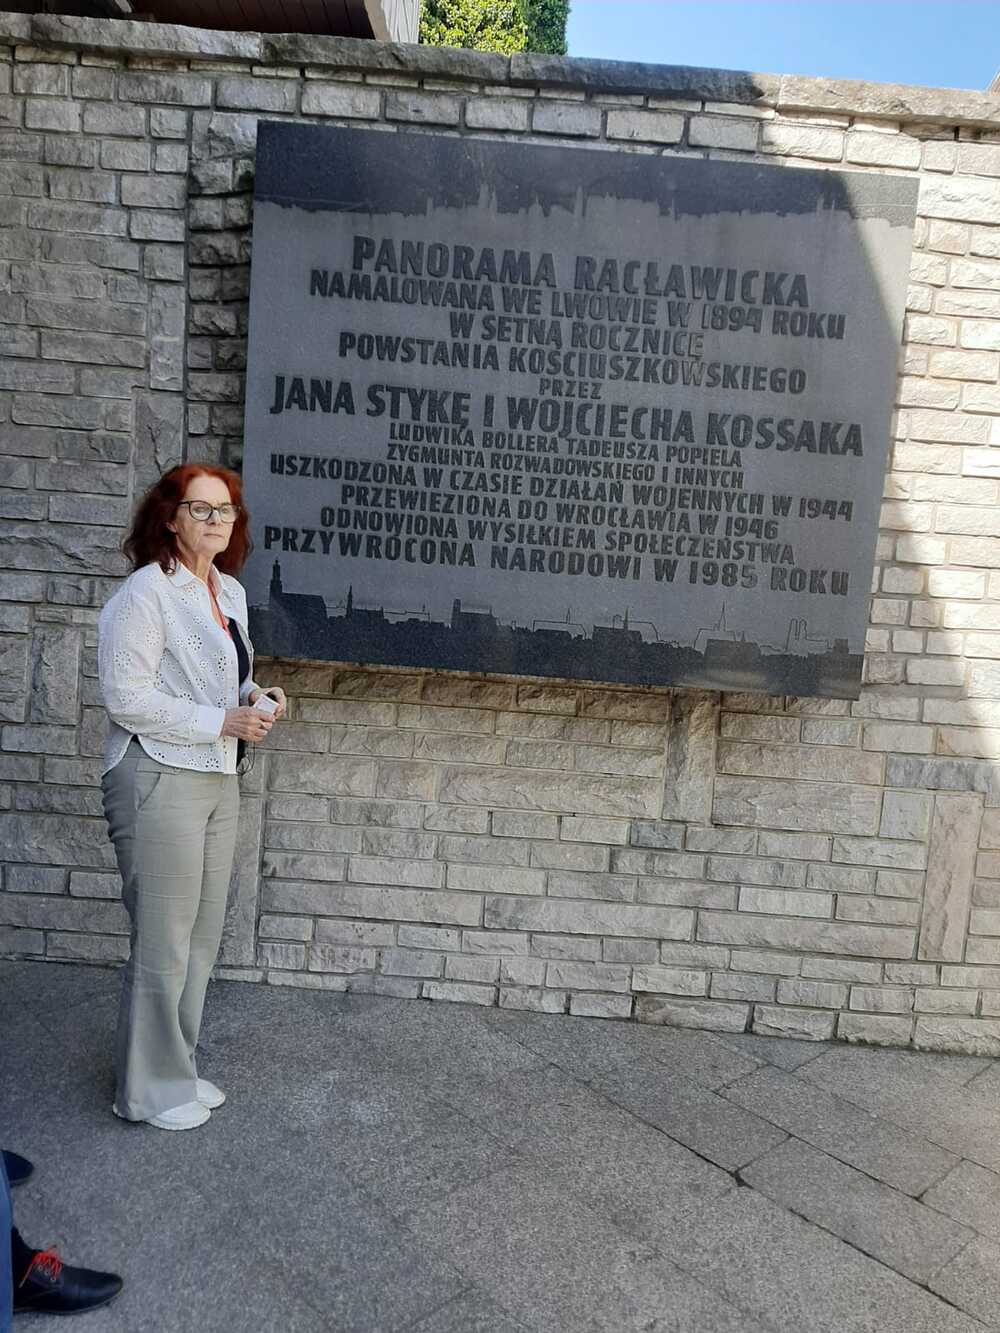 PANORAMA RACŁAWICKA
NAMALOWANA WE LWOWIE W 1894 ROKU
W SETNĄ ROCZNICĘ
POWSTANIA KOŚCIUSZKOWSKIEGO
PRZEZ
JANA STYKĘ I WOJCIECHA KOSSAKA
LUDWIKA BOLLERA TADEUSZA POPIELA
ZYGMUNTA ROZWADOWSKIEGO I INNYCH
USZKODZONA W CZASIE DZIAŁAŃ WOJENNYCH W 1944
PRZEWIEZIONA DO WROCŁAWIA W 1946
ODNOWIONA WYSIŁKIEM SPOŁECZEŃSTWA
PRZYWROCONA NARODOWI W 1985 ROKU